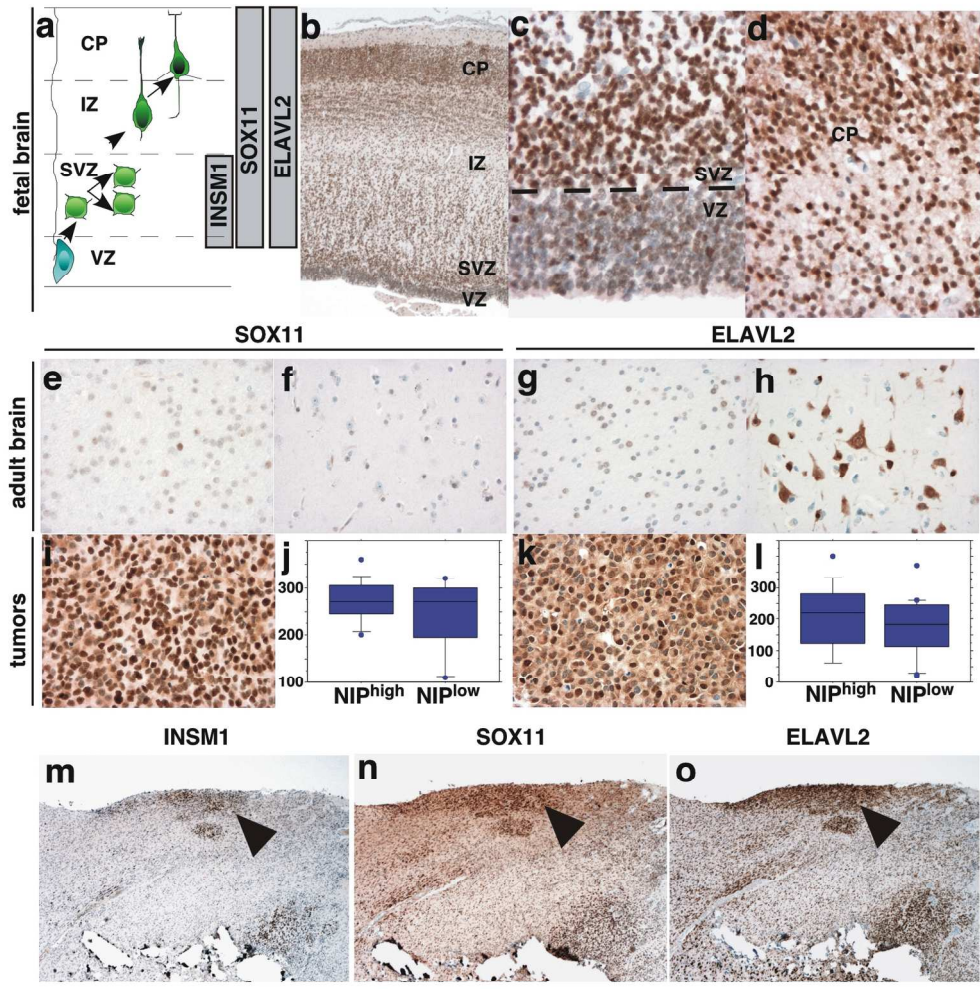 a
fetal brain
CP
IZ
SVZ
VZ
INSM1
SOX11
ELAVL2
b
CP
IZ
SVZ
VZ
c
SVZ
VZ
d
CP
SOX11
ELAVL2
adult brain
e
f
g
h
tumors
i
j
300
200
100
NIPhigh
NIPlow
k
l
300
200
100
0
NIPhigh
NIPlow
INSM1
SOX11
ELAVL2
m
n
o